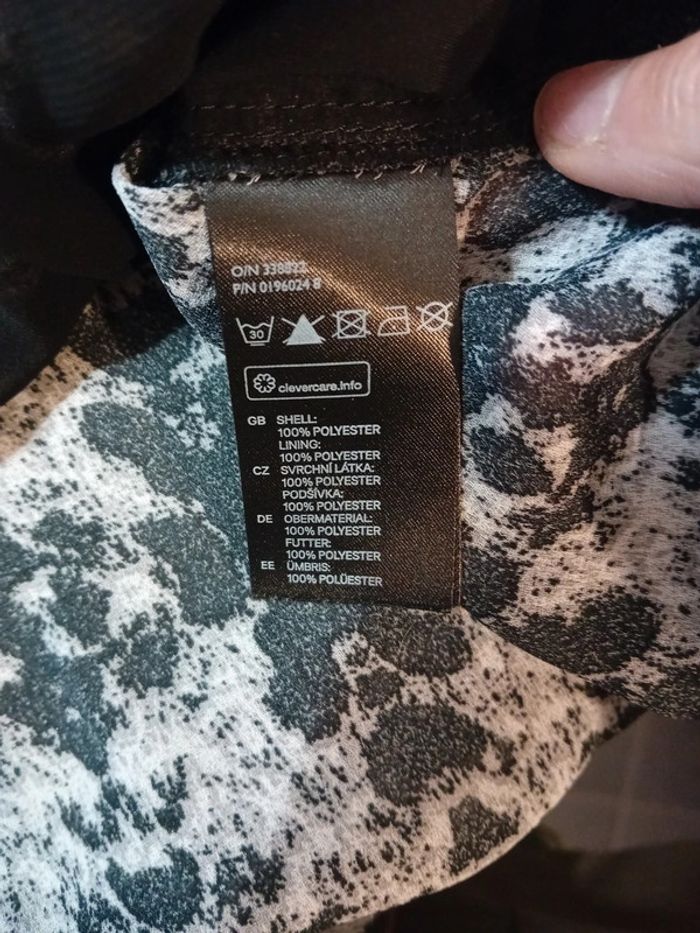 O/N 338822
P/N 0196024 8
30
clevercare.info
GB SHELL:
100% POLYESTER
LINING:
100% POLYESTER
CZ SVRCHNÍ LÁTKA:
100% POLYESTER
PODŠÍVKA:
100% POLYESTER
DE OBERMATERIAL:
100% POLYESTER
FUTTER:
100% POLYESTER
EE ÜMBRIS:
100% POLÜESTER